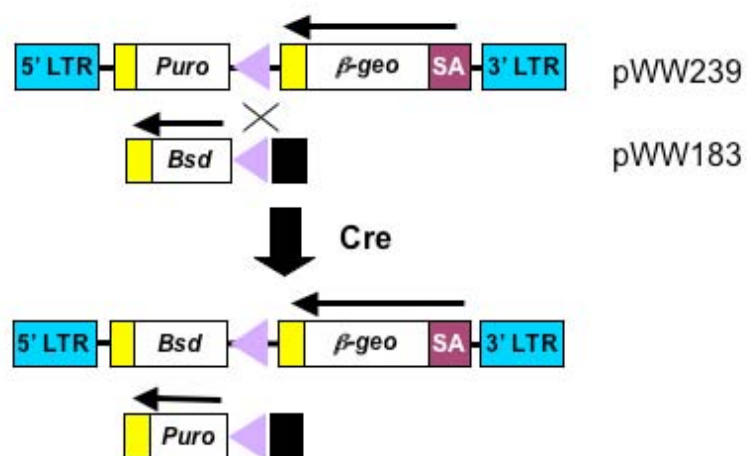 5' LTR Puro β-geo SA 3' LTR pWW239
Bsd pWW183
Cre
5' LTR Bsd β-geo SA 3' LTR
Puro